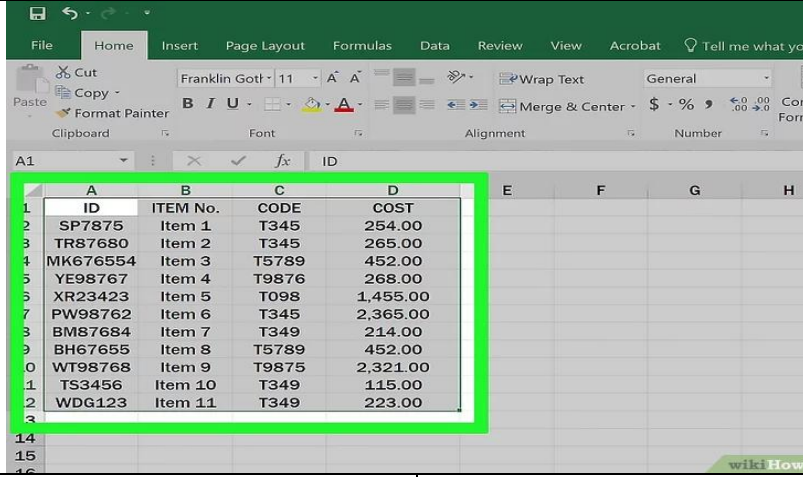 File Home Insert Page Layout Formulas Data Review View Acrobat Tell me what yo
Cut
Copy
Format Painter
Paste
Franklin Goth 11 A A
B I U A
Wrap Text
Merge & Center
General
$ % , .0 .00 .00 .0
Clipboard Font Alignment Number
A1 fx ID
A B C D E F G H
1 ID ITEM No. CODE COST
2 SP7875 Item 1 T345 254.00
3 TR87680 Item 2 T345 265.00
4 MK676554 Item 3 T5789 452.00
5 YE98767 Item 4 T9876 268.00
6 XR23423 Item 5 T098 1,455.00
7 PW98762 Item 6 T345 2,365.00
8 BM87684 Item 7 T349 214.00
9 BH67655 Item 8 T5789 452.00
10 WT98768 Item 9 T9875 2,321.00
11 TS3456 Item 10 T349 115.00
12 WDG123 Item 11 T349 223.00
13
14
15
wikiHow